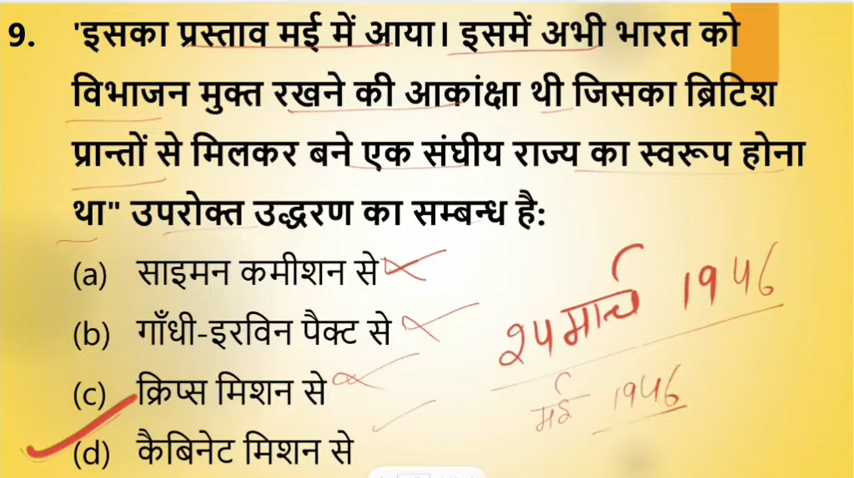 9. 'इसका प्रस्ताव मई में आया। इसमें अभी भारत को
विभाजन मुक्त रखने की आकांक्षा थी जिसका ब्रिटिश
प्रान्तों से मिलकर बने एक संघीय राज्य का स्वरूप होना
था" उपरोक्त उद्धरण का सम्बन्ध है:
(a) साइमन कमीशन से
(b) गाँधी-इरविन पैक्ट से
(c) क्रिप्स मिशन से
(d) कैबिनेट मिशन से
24 मार्च 1946
मई 1946